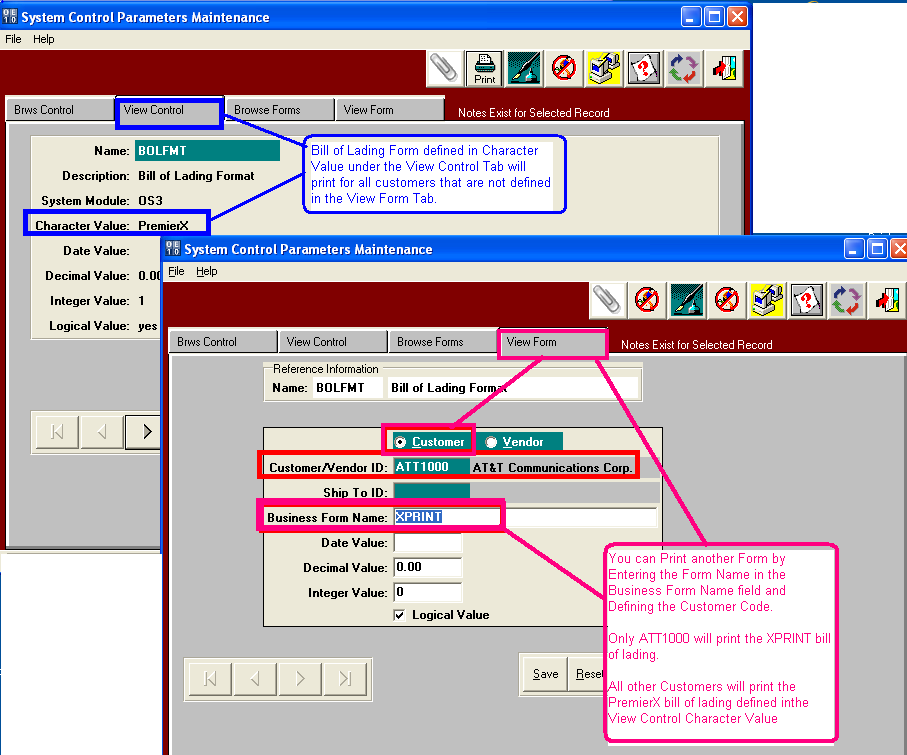 System Control Parameters Maintenance
File Help
Print
Brws Control View Control Browse Forms View Form Notes Exist for Selected Record
Name: BOLFMT
Description: Bill of Lading Format
System Module: OS3
Character Value: PremierX
Date Value:
Decimal Value: 0.00
Integer Value: 1
Logical Value: yes
Bill of Lading Form defined in Character
Value under the View Control Tab will
print for all customers that are not defined
in the View Form Tab.
System Control Parameters Maintenance
File Help
Brws Control View Control Browse Forms View Form Notes Exist for Selected Record
Reference Information
Name: BOLFMT Bill of Lading Format
Customer Vendor
Customer/Vendor ID: ATT1000 AT&T Communications Corp.
Ship To ID:
Business Form Name: XPRINT
Date Value:
Decimal Value: 0.00
Integer Value: 0
Logical Value
Save Reset
You can Print another Form by
Entering the Form Name in the
Business Form Name field and
Defining the Customer Code.
Only ATT1000 will print the XPRINT bill
of lading.
All other Customers will print the
PremierX bill of lading defined inthe
View Control Character Value